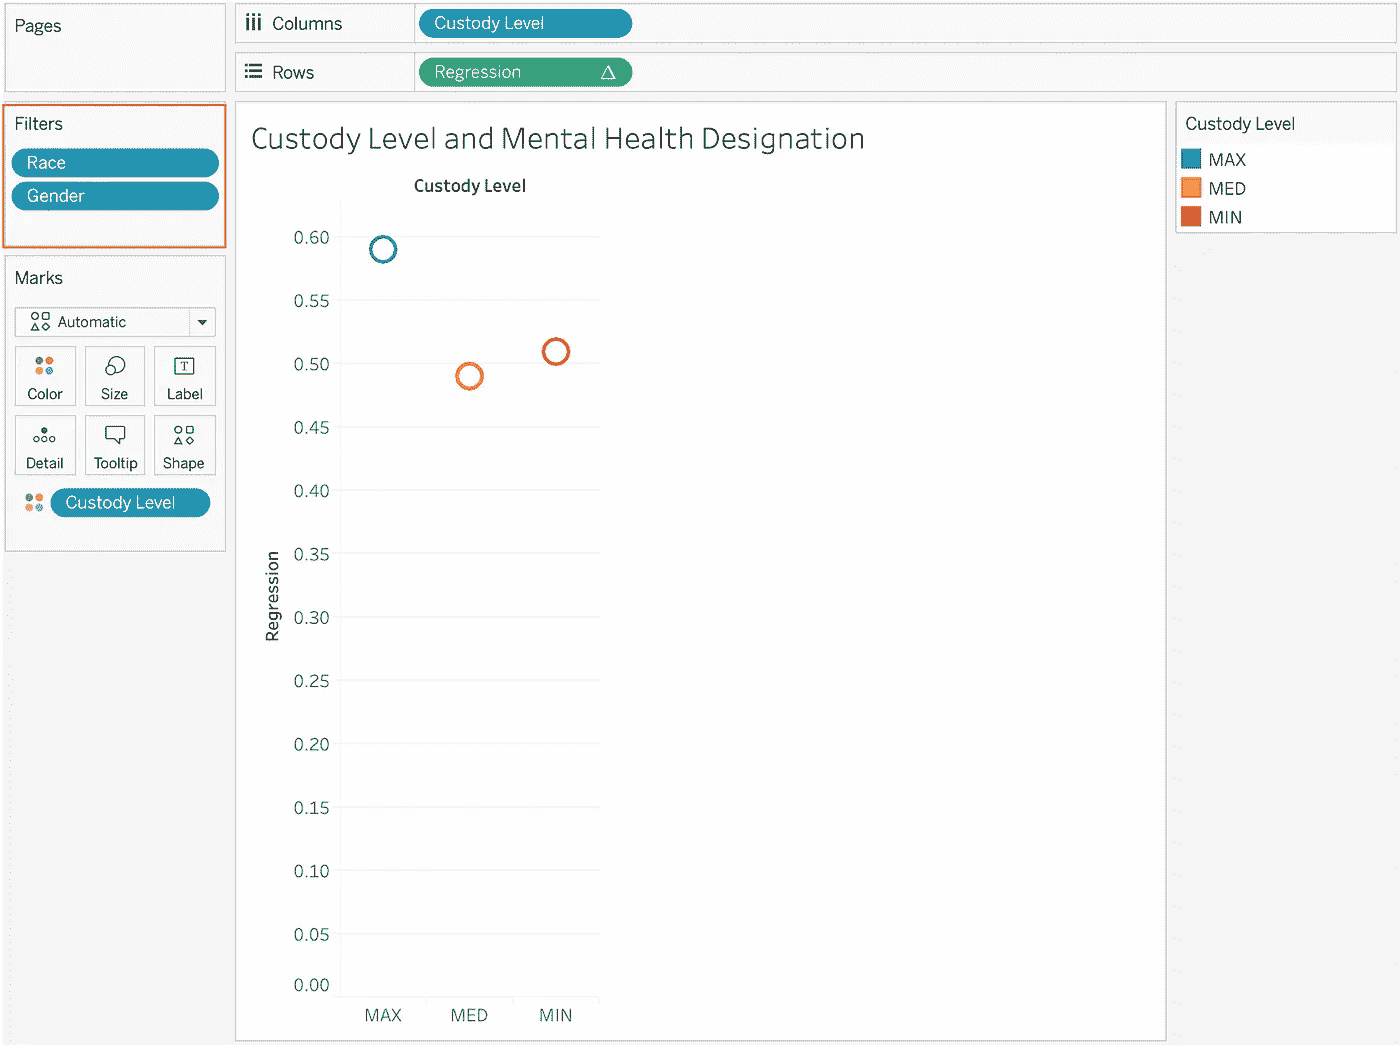 Pages
Columns
Custody Level
Rows
Regression
Filters
Race
Gender
Marks
Automatic
Color
Size
Label
Detail
Tooltip
Shape
Custody Level
Custody Level and Mental Health Designation
Custody Level
0.60
0.55
0.50
0.45
0.40
0.35
0.30
0.25
0.20
0.15
0.10
0.05
0.00
Regression
MAX MED MIN
Custody Level
MAX
MED
MIN